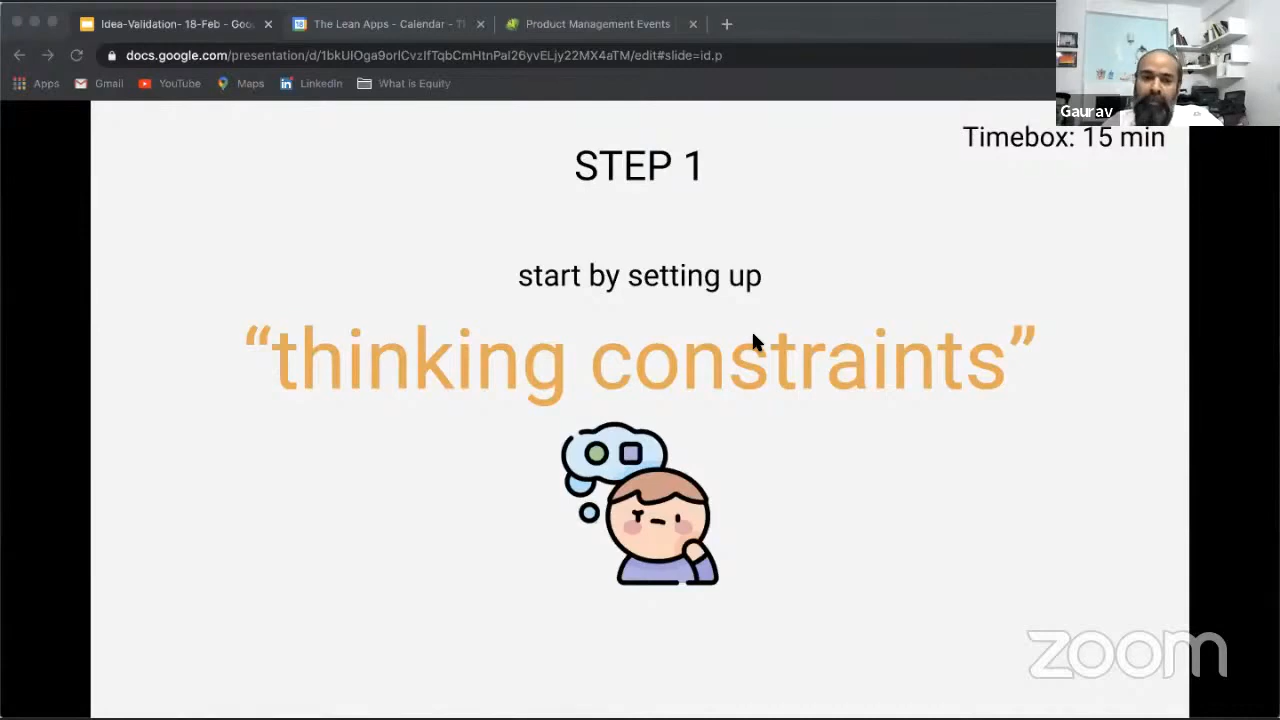 Idea-Validation- 18-Feb - Goo
The Lean Apps - Calendar - Th
Product Management Events
docs.google.com/presentation/d/1bkUlOga9orlCvzIfTqbCmHtnPal26yvELjy22MX4aTM/edit#slide=id.p
Apps
Gmail
YouTube
Maps
LinkedIn
What is Equity
Gaurav
Timebox: 15 min
STEP 1
start by setting up
“thinking constraints”
zoom